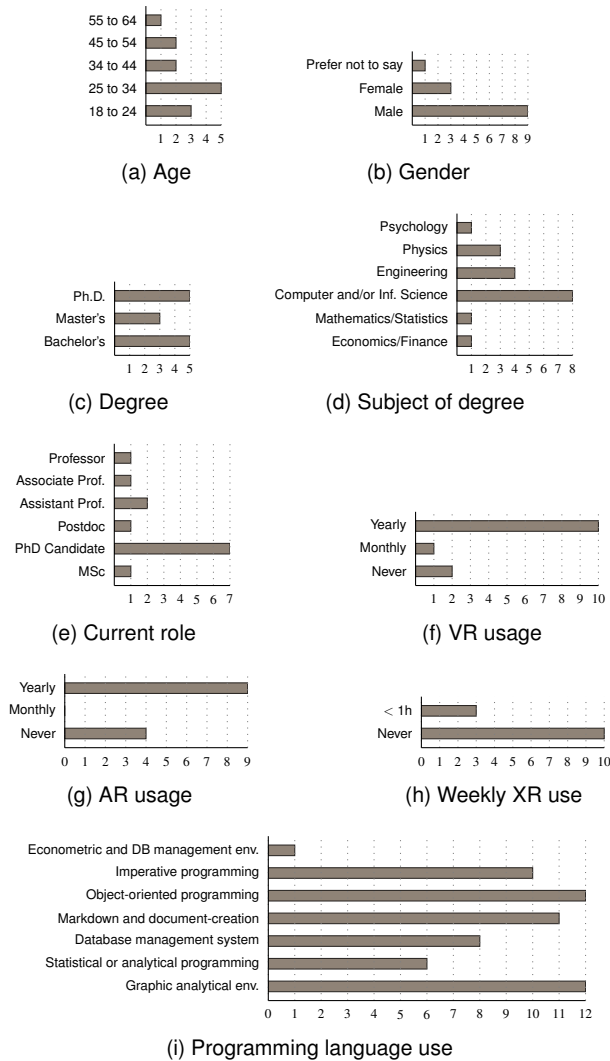 55 to 64
45 to 54
34 to 44
25 to 34
18 to 24
1 2 3 4 5
(a) Age
Prefer not to say
Female
Male
1 2 3 4 5 6 7 8 9
(b) Gender
Ph.D.
Master's
Bachelor's
1 2 3 4 5
(c) Degree
Psychology
Physics
Engineering
Computer and/or Inf. Science
Mathematics/Statistics
Economics/Finance
1 2 3 4 5 6 7 8
(d) Subject of degree
Professor
Associate Prof.
Assistant Prof.
Postdoc
PhD Candidate
MSc
1 2 3 4 5 6 7
(e) Current role
Yearly
Monthly
Never
1 2 3 4 5 6 7 8 9 10
(f) VR usage
Yearly
Monthly
Never
0 1 2 3 4 5 6 7 8 9
(g) AR usage
< 1h
Never
0 1 2 3 4 5 6 7 8 9 10
(h) Weekly XR use
Econometric and DB management env.
Imperative programming
Object-oriented programming
Markdown and document-creation
Database management system
Statistical or analytical programming
Graphic analytical env.
0 1 2 3 4 5 6 7 8 9 10 11 12
(i) Programming language use